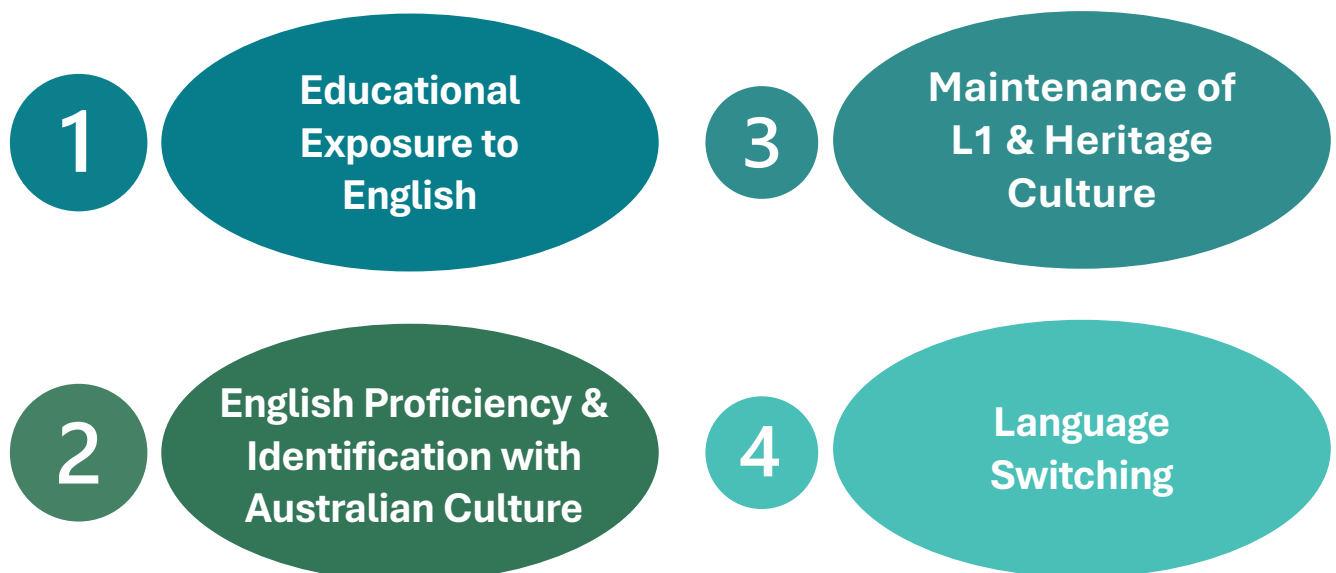 1
Educational
Exposure to
English
2
English Proficiency &
Identification with
Australian Culture
3
Maintenance of
L1 & Heritage
Culture
4
Language
Switching